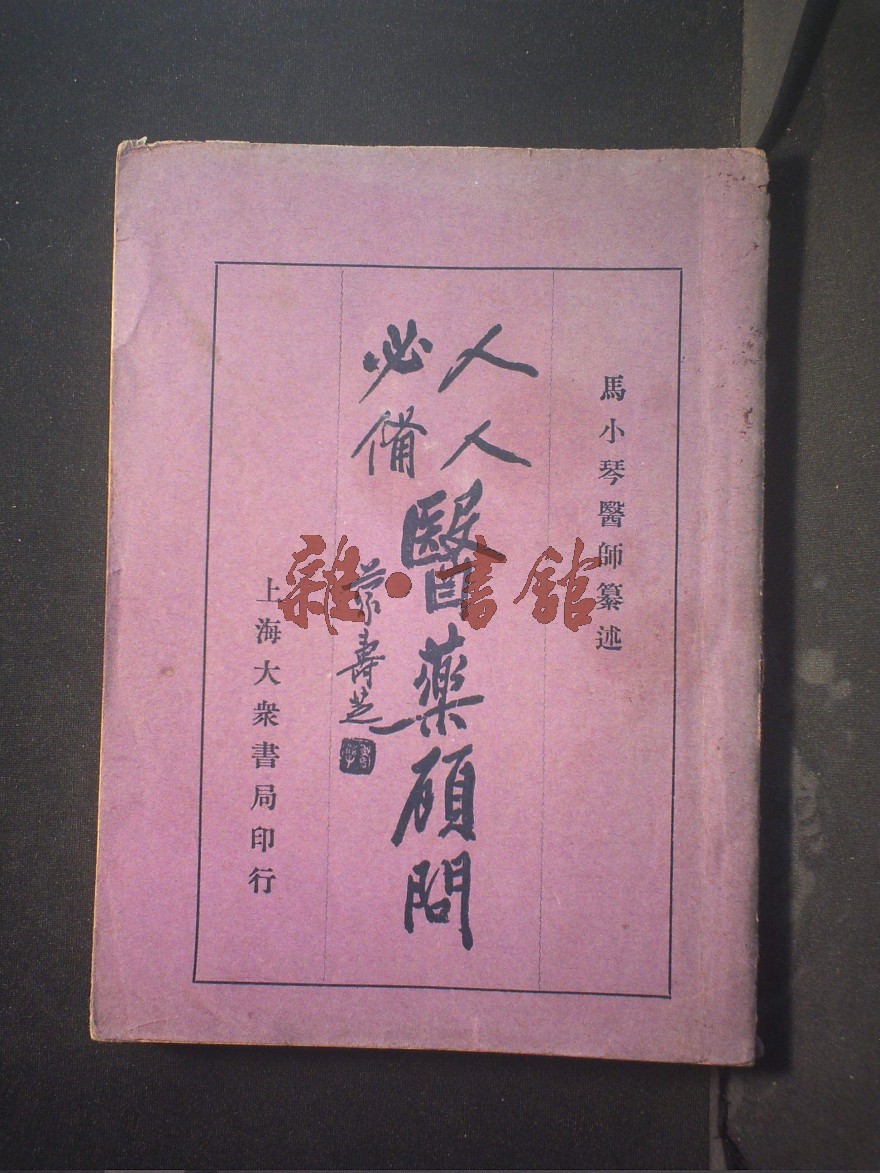 馬小琴醫師纂述
人人
必備
醫藥顧問
壽芝
上海大衆書局印行
雜·書館